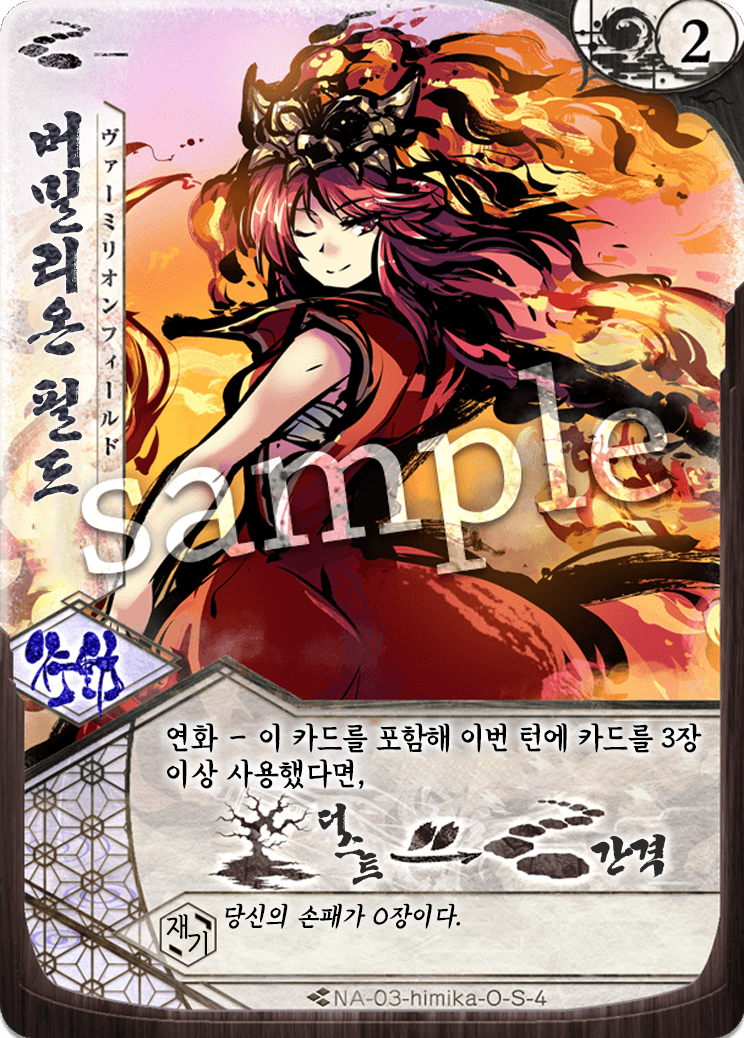 2
버밀리온 필드
ヴァーミリオンフィールド
sample
行動
연화 - 이 카드를 포함해 이번 턴에 카드를 3장
이상 사용했다면,
더스트 간격
재기
당신의 손패가 0장이다.
NA-03-himika-O-S-4